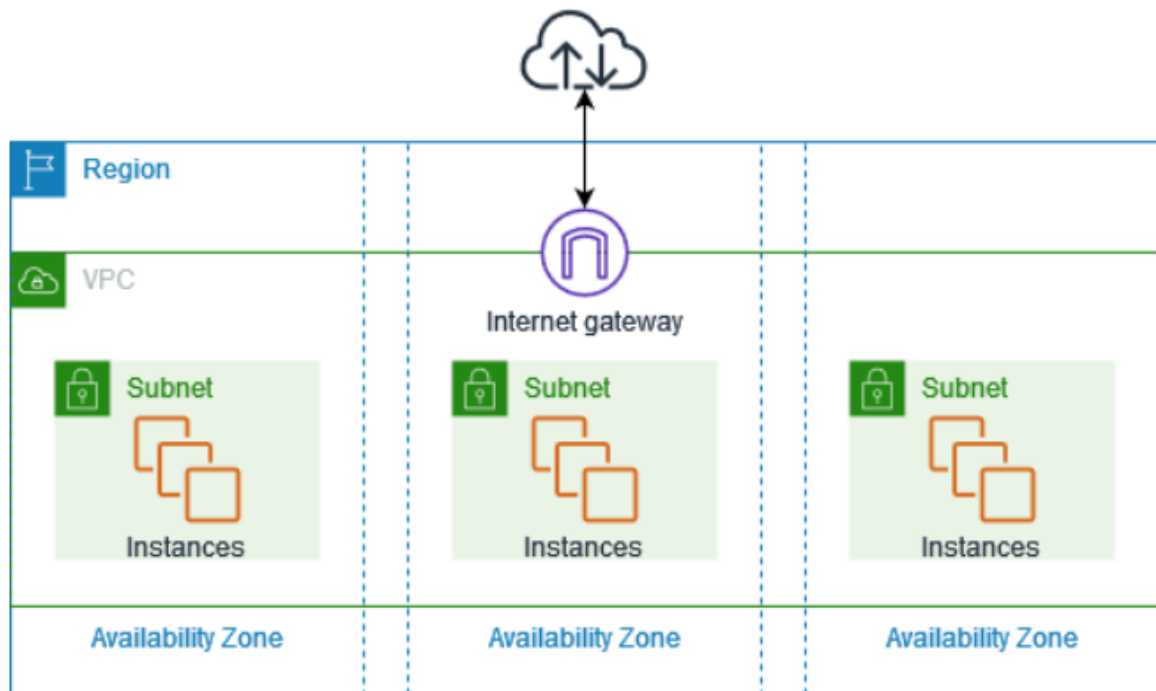 Region
VPC
Internet gateway
Subnet
Subnet
Subnet
Instances
Instances
Instances
Availability Zone
Availability Zone
Availability Zone